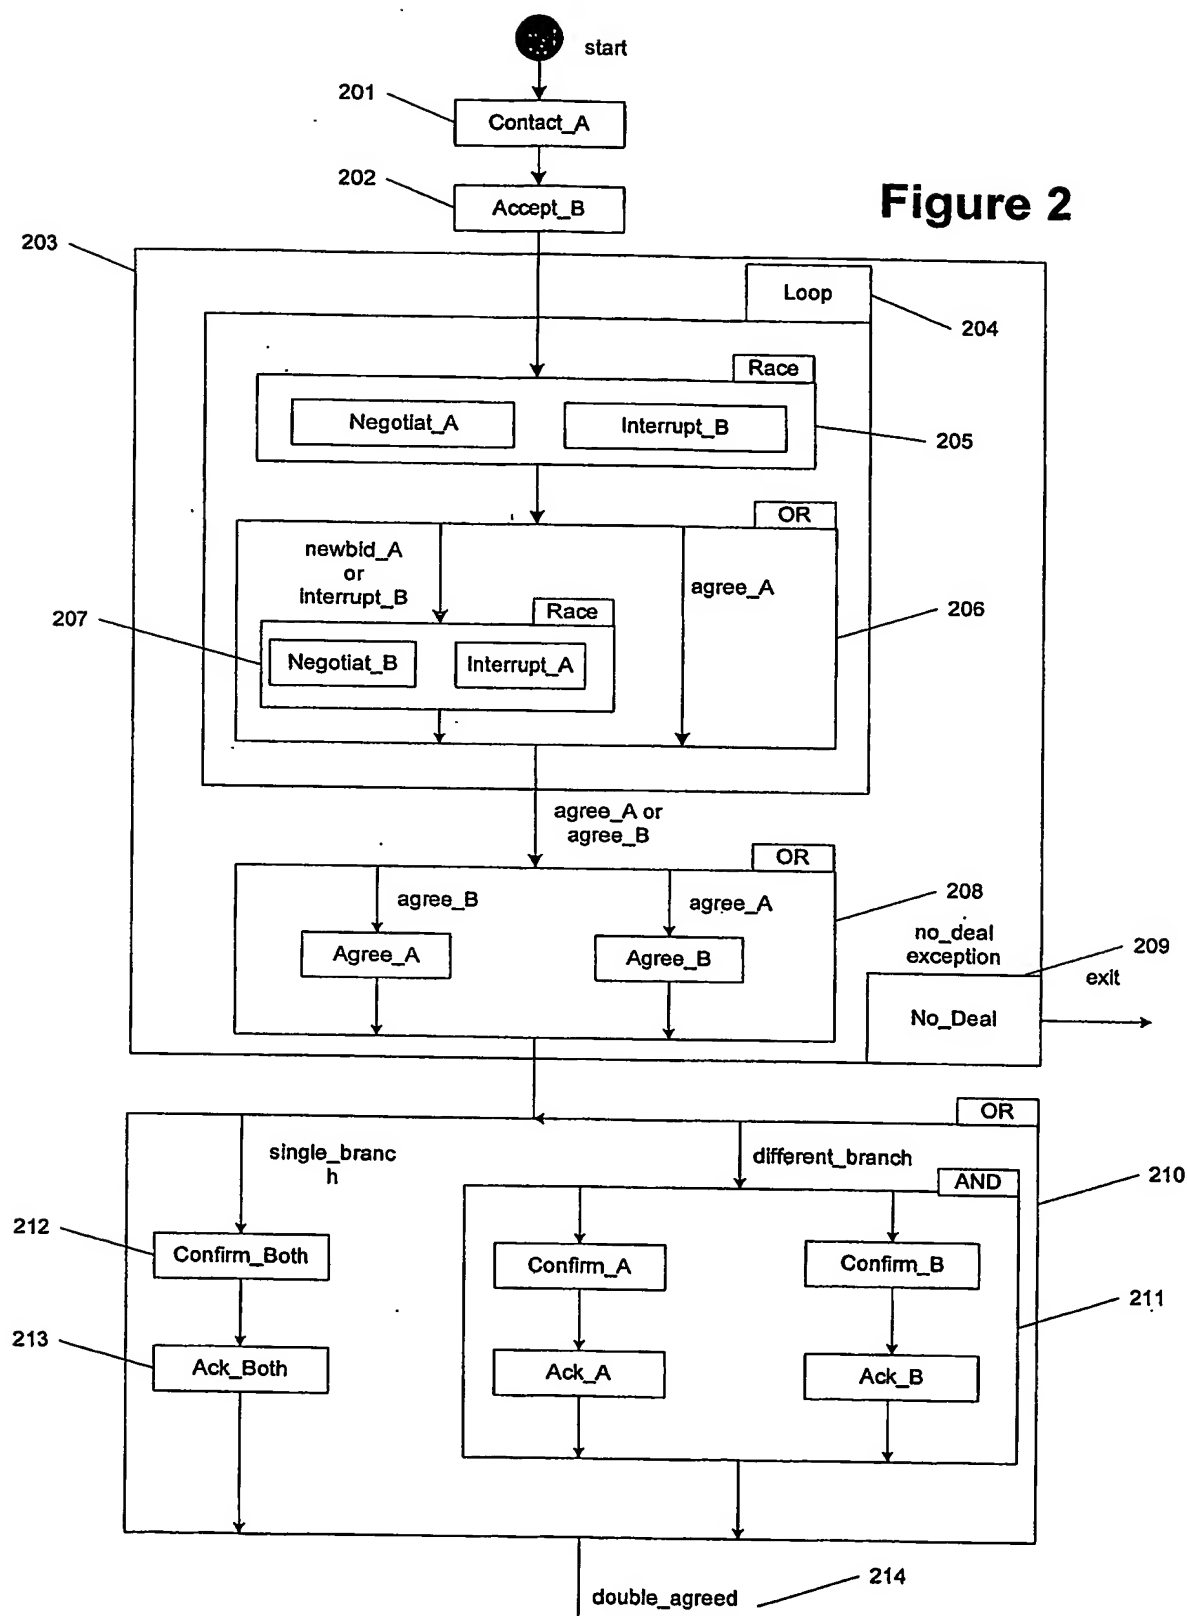 start
201
Contact_A
202
Accept_B
Figure 2
203
Loop
204
Race
Negotiat_A
Interrupt_B
205
OR
newbid_A
or
interrupt_B
agree_A
206
207
Race
Negotiat_B
Interrupt_A
agree_A or
agree_B
OR
208
agree_B
agree_A
Agree_A
Agree_B
no_deal
exception
209
exit
No_Deal
OR
single_branc
h
different_branch
210
AND
212
Confirm_Both
Confirm_A
Confirm_B
211
213
Ack_Both
Ack_A
Ack_B
214
double_agreed